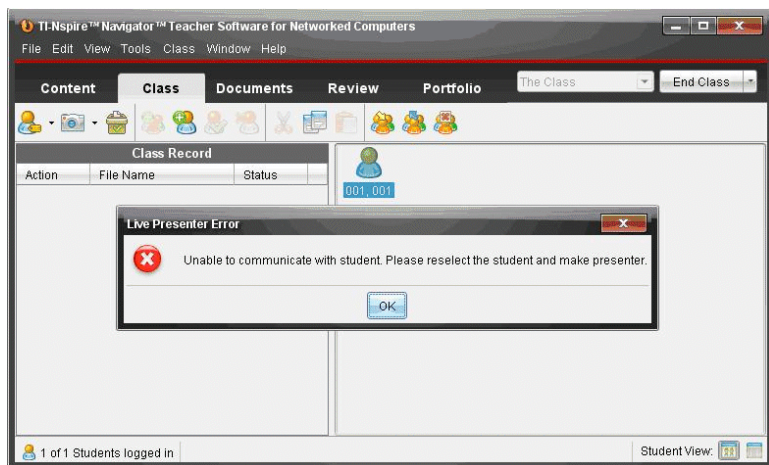 TI-Nspire™ Navigator™ Teacher Software for Networked Computers
File Edit View Tools Class Window Help
Content Class Documents Review Portfolio The Class End Class
Class Record
Action File Name Status
001, 001
Live Presenter Error
Unable to communicate with student. Please reselect the student and make presenter.
OK
1 of 1 Students logged in Student View: